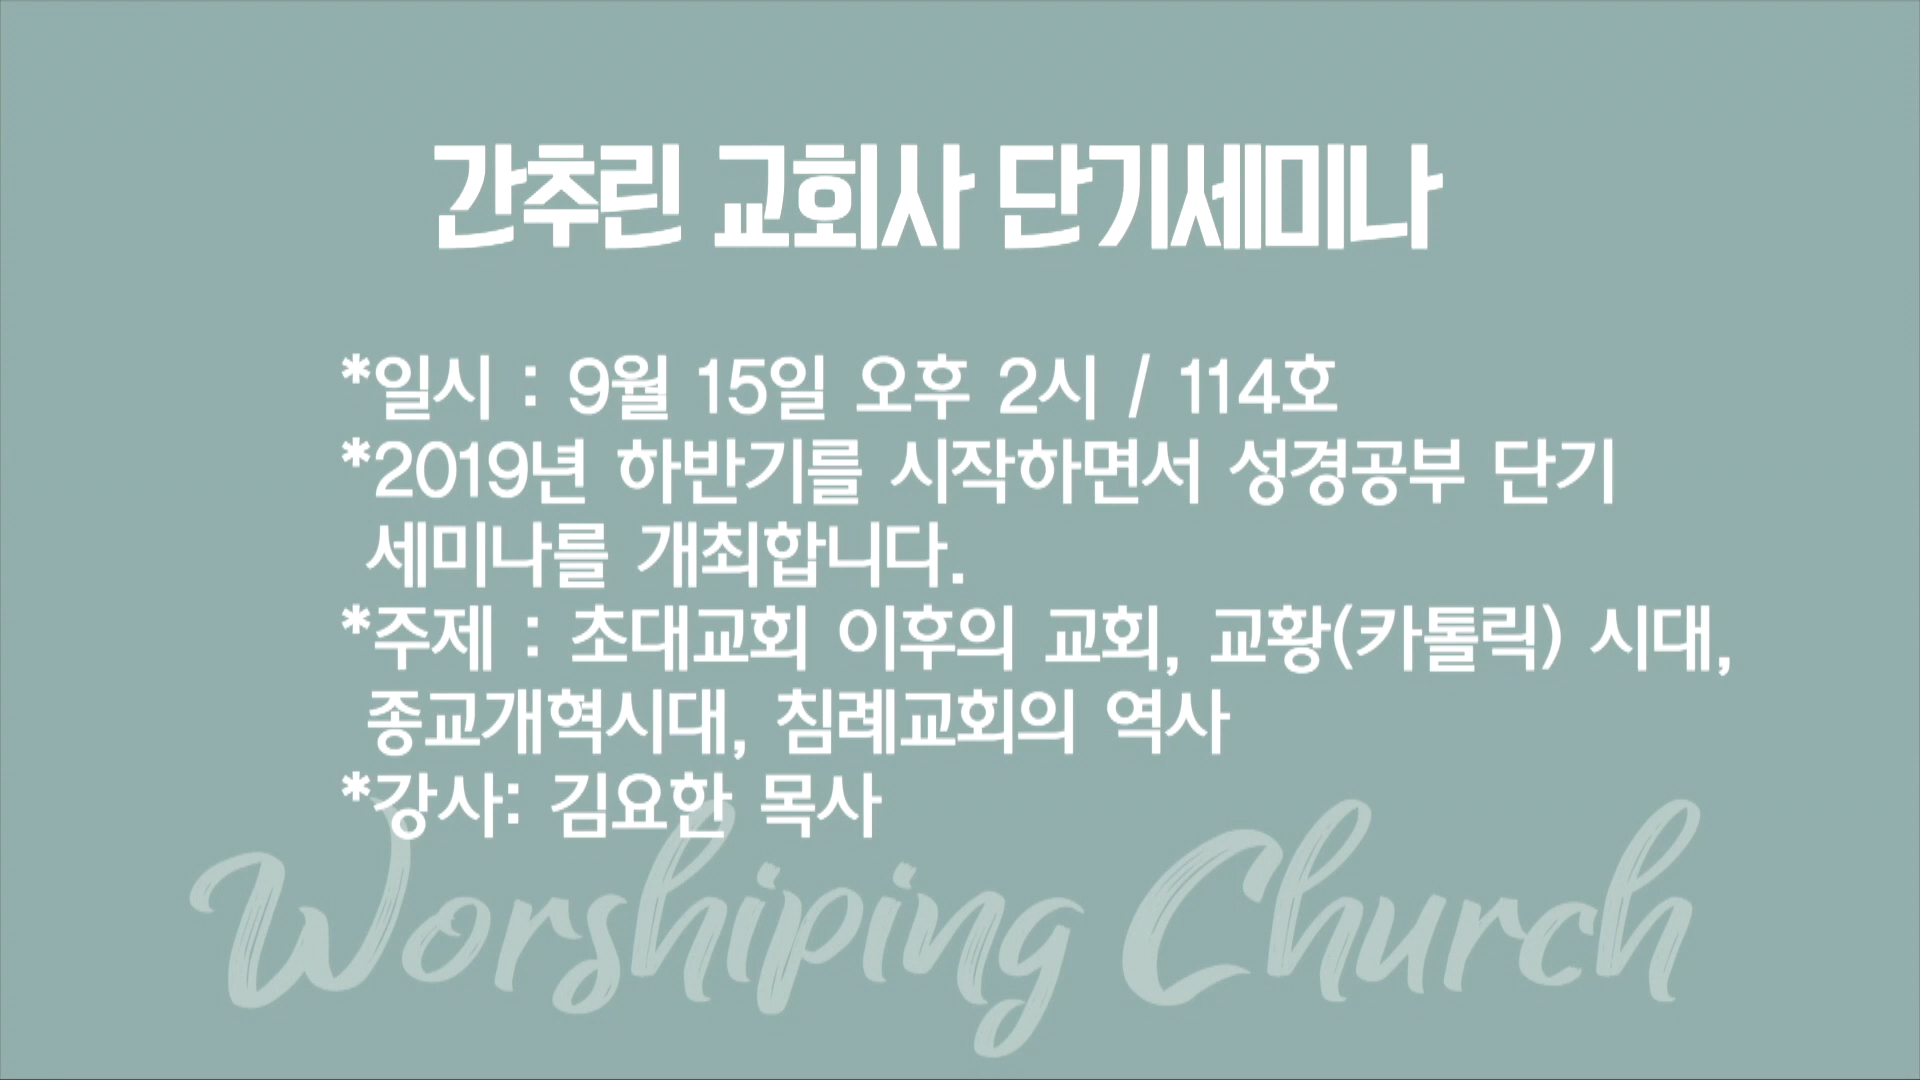 간추린 교회사 단기세미나
*일시 : 9월 15일 오후 2시 / 114호
*2019년 하반기를 시작하면서 성경공부 단기
세미나를 개최합니다.
*주제 : 초대교회 이후의 교회, 교황(카톨릭) 시대,
종교개혁시대, 침례교회의 역사
*강사: 김요한 목사
Worshiping Church